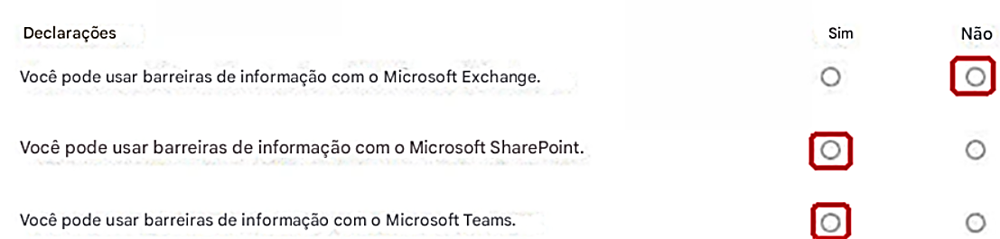 Declarações Sim Não
Você pode usar barreiras de informação com o Microsoft Exchange.
Você pode usar barreiras de informação com o Microsoft SharePoint.
Você pode usar barreiras de informação com o Microsoft Teams.